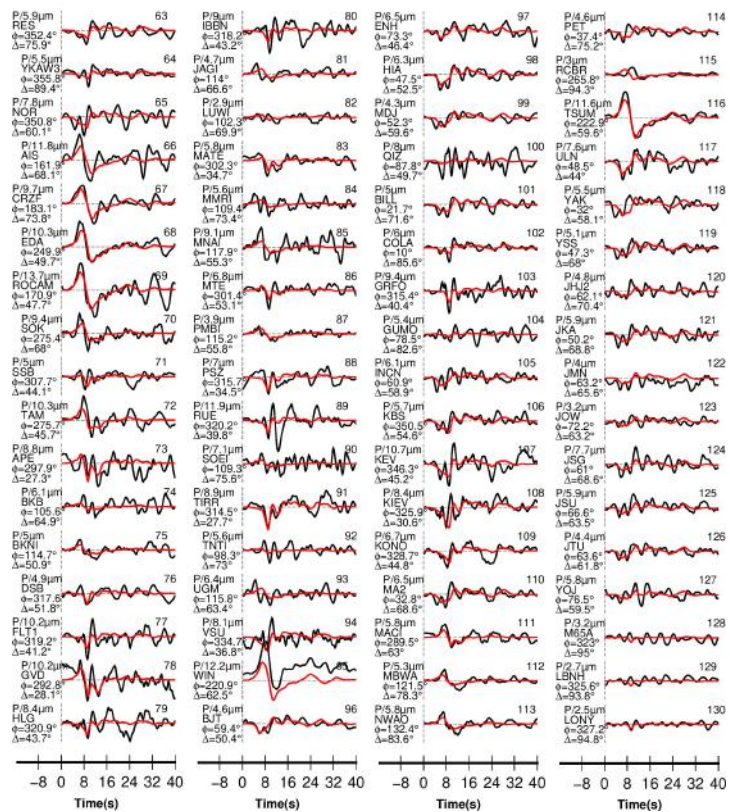 P/5.9μm
RES 63
φ=352.4°
Δ=75.9°
P/5.5μm
YKAW3 64
φ=355.8°
Δ=89.4°
P/7.8μm
NOR 65
φ=350.8°
Δ=60.1°
P/11.8μm
AIS 66
φ=161.9°
Δ=68.1°
P/9.7μm
CRZF 67
φ=183.1°
Δ=73.8°
P/10.3μm
EDA 68
φ=249.9°
Δ=49.7°
P/13.7μm
ROCAM 69
φ=170.9°
Δ=47.7°
P/9.4μm
SOK 70
φ=275.4°
Δ=68°
P/5μm
SSB 71
φ=307.7°
Δ=44.1°
P/10.3μm
TAM 72
φ=275.7°
Δ=45.7°
P/8.8μm
APE 73
φ=297.9°
Δ=27.3°
P/6.1μm
BKB 74
φ=105.6°
Δ=64.9°
P/5μm
BKNI 75
φ=114.7°
Δ=50.9°
P/4.9μm
DSB 76
φ=317.6°
Δ=51.8°
P/10.2μm
FLT1 77
φ=319.2°
Δ=41.2°
P/10.2μm
GVD 78
φ=292.8°
Δ=28.1°
P/8.4μm
HLG 79
φ=320.9°
Δ=43.7°
−8 0 8 16 24 32 40
Time(s)
P/9μm
IBBN 80
φ=318.2°
Δ=43.2°
P/4.7μm
JAGI 81
φ=114°
Δ=66.6°
P/2.9μm
LUWI 82
φ=102.3°
Δ=69.9°
P/5.8μm
MATE 83
φ=302.3°
Δ=34.7°
P/5.6μm
MMRI 84
φ=109.4°
Δ=73.4°
P/9.1μm
MNAI 85
φ=117.9°
Δ=55.3°
P/6.8μm
MTE 86
φ=301.4°
Δ=53.1°
P/3.9μm
PMBI 87
φ=115.2°
Δ=55.8°
P/7μm
PSZ 88
φ=315.7°
Δ=34.5°
P/11.9μm
RUE 89
φ=320.2°
Δ=39.8°
P/7.1μm
SOEI 90
φ=109.3°
Δ=75.6°
P/8.9μm
TIRR 91
φ=314.5°
Δ=27.7°
P/5.6μm
TNTI 92
φ=98.3°
Δ=73°
P/6.4μm
UGM 93
φ=115.8°
Δ=63.4°
P/8.1μm
VSU 94
φ=334.7°
Δ=36.8°
P/12.2μm
WIN
φ=220.9°
Δ=62.5°
P/4.6μm
BJT 96
φ=59.4°
Δ=50.4°
−8 0 8 16 24 32 40
Time(s)
P/6.5μm
ENH 97
φ=73.3°
Δ=46.4°
P/6.3μm
HIA 98
φ=47.5°
Δ=52.5°
P/4.3μm
MDJ 99
φ=52.3°
Δ=59.6°
P/8μm
QIZ 100
φ=87.8°
Δ=49.7°
P/5μm
BILL 101
φ=21.7°
Δ=71.6°
P/6μm
COLA 102
φ=10°
Δ=85.6°
P/9.4μm
GRFO 103
φ=315.4°
Δ=40.4°
P/5.4μm
GUMO 104
φ=78.5°
Δ=82.6°
P/6.1μm
INCN 105
φ=60.9°
Δ=58.9°
P/5.7μm
KBS 106
φ=350.5°
Δ=54.6°
P/10.7μm
KEV 107
φ=346.3°
Δ=45.2°
P/8.4μm
KIEV 108
φ=325.9°
Δ=30.6°
P/6.7μm
KONO 109
φ=328.7°
Δ=44.8°
P/6.5μm
MA2 110
φ=32.8°
Δ=68.6°
P/5.8μm
MACI 111
φ=289.5°
Δ=63°
P/5.3μm
MBWA 112
φ=121.5°
Δ=78.3°
P/5.8μm
NWAO 113
φ=132.4°
Δ=83.6°
−8 0 8 16 24 32 40
Time(s)
P/4.6μm
PET 114
φ=37.4°
Δ=75.2°
P/3μm
RCBR 115
φ=265.8°
Δ=94.3°
P/11.6μm
TSUM 116
φ=222.9°
Δ=59.6°
P/7.6μm
ULN 117
φ=48.5°
Δ=44°
P/5.5μm
YAK 118
φ=32°
Δ=58.1°
P/5.1μm
YSS 119
φ=47.3°
Δ=68°
P/4.8μm
JHJ2 120
φ=62.1°
Δ=70.4°
P/5.9μm
JKA 121
φ=50.2°
Δ=68.8°
P/4μm
JMN 122
φ=63.2°
Δ=65.6°
P/3.2μm
JOW 123
φ=72.2°
Δ=63.2°
P/7.7μm
JSG 124
φ=61°
Δ=68.6°
P/5.9μm
JSU 125
φ=66.6°
Δ=63.5°
P/4.4μm
JTU 126
φ=63.6°
Δ=61.8°
P/5.8μm
YOJ 127
φ=76.5°
Δ=59.5°
P/3.2μm
M65A 128
φ=323°
Δ=95°
P/2.7μm
LBNH 129
φ=325.6°
Δ=93.8°
P/2.5μm
LONY 130
φ=327.2°
Δ=94.8°
−8 0 8 16 24 32 40
Time(s)